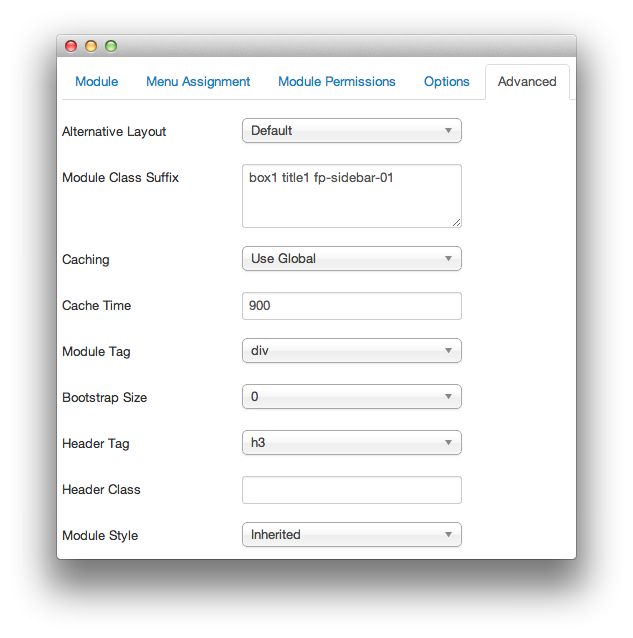 Module Menu Assignment Module Permissions Options Advanced
Alternative Layout Default
Module Class Suffix box1 title1 fp-sidebar-01
Caching Use Global
Cache Time 900
Module Tag div
Bootstrap Size 0
Header Tag h3
Header Class
Module Style Inherited